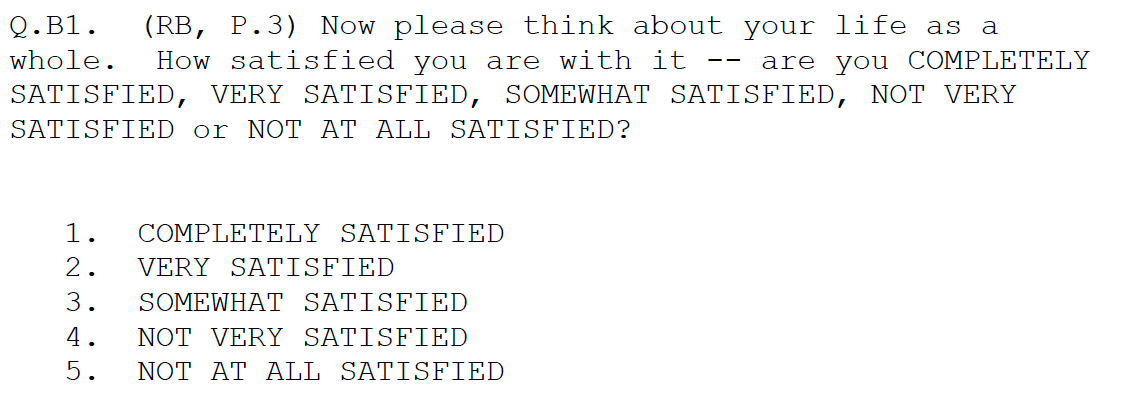 Q.B1. (RB, P.3) Now please think about your life as a
whole. How satisfied you are with it -- are you COMPLETELY
SATISFIED, VERY SATISFIED, SOMEWHAT SATISFIED, NOT VERY
SATISFIED or NOT AT ALL SATISFIED?
1. COMPLETELY SATISFIED
2. VERY SATISFIED
3. SOMEWHAT SATISFIED
4. NOT VERY SATISFIED
5. NOT AT ALL SATISFIED